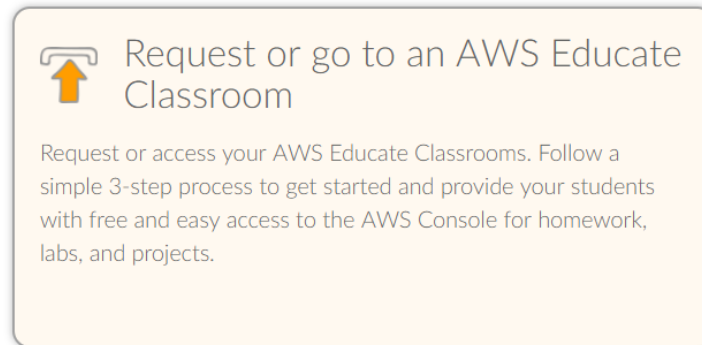 Request or go to an AWS Educate
Classroom
Request or access your AWS Educate Classrooms. Follow a
simple 3-step process to get started and provide your students
with free and easy access to the AWS Console for homework,
labs, and projects.